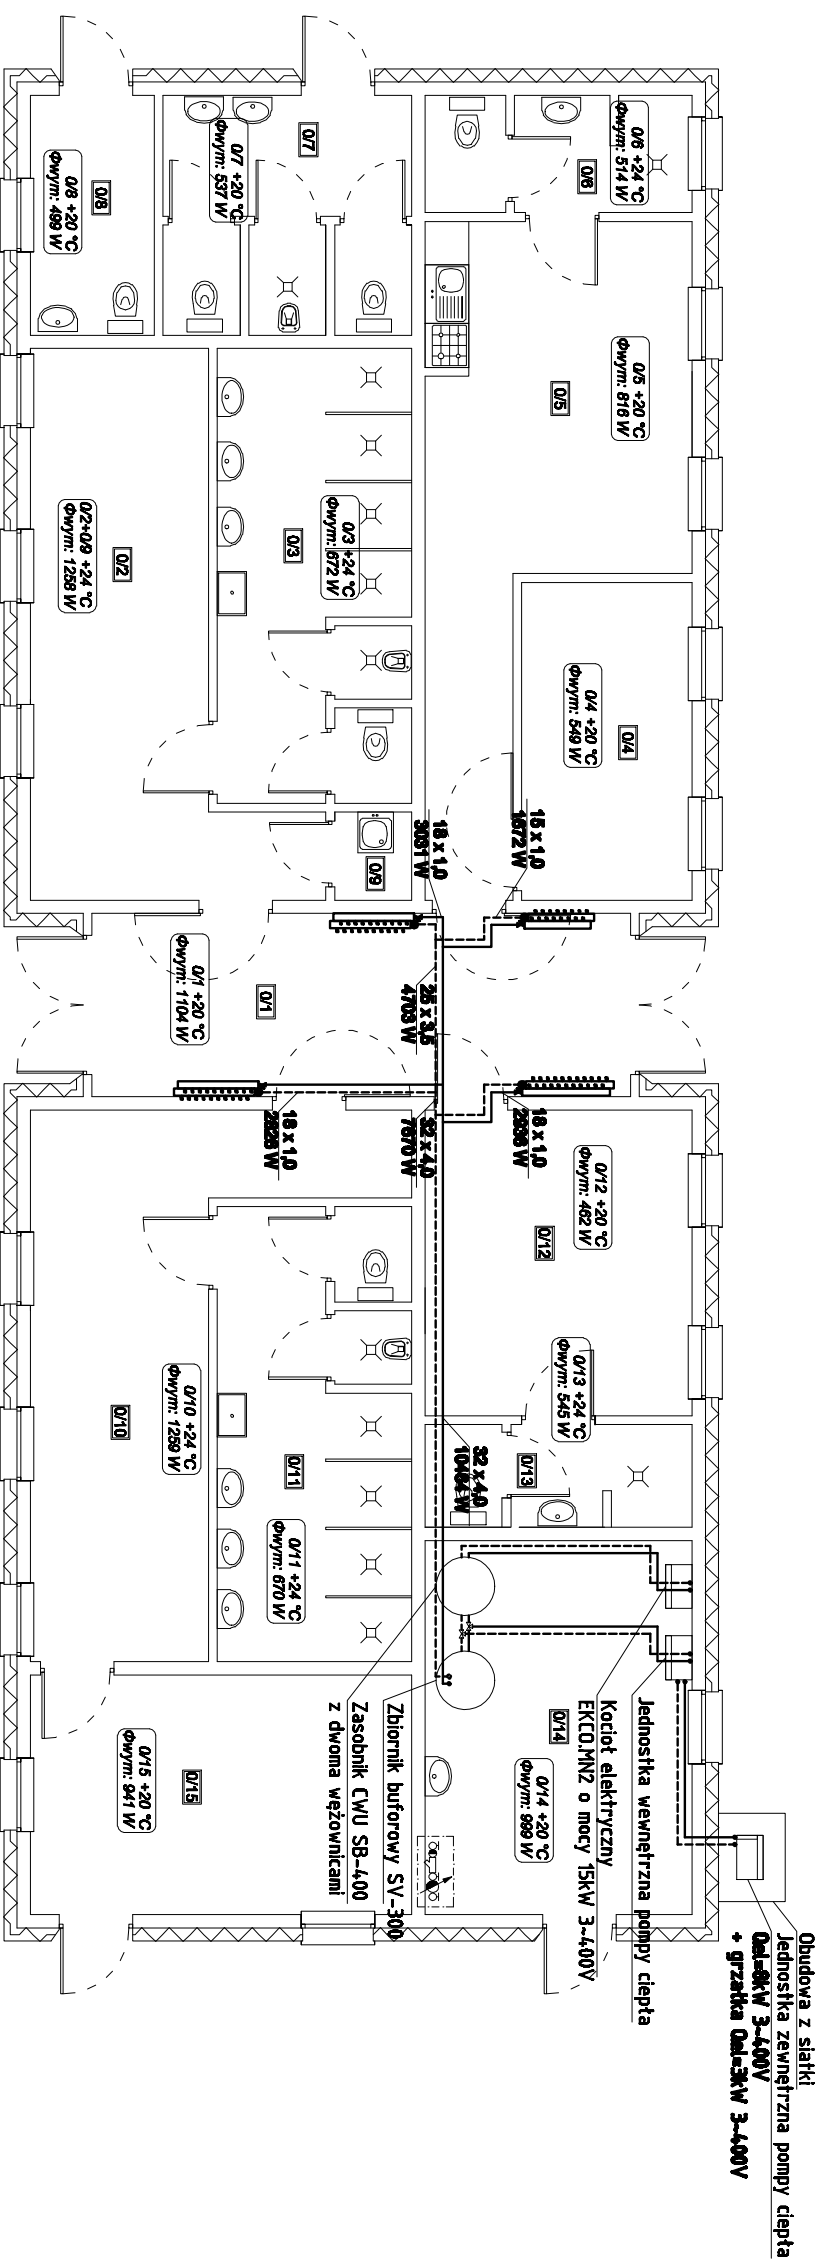 0/6
0/6 +24 °C
Φwym: 514 W
0/7
0/7 +20 °C
Φwym: 537 W
0/8
0/8 +20 °C
Φwym: 499 W
0/5 +20 °C
Φwym: 816 W
0/5
0/3 +24 °C
Φwym: 672 W
0/3
0/2
0/2+0/9 +24 °C
Φwym: 1258 W
0/4
0/4 +20 °C
Φwym: 549 W
15 x 1,0
1672 W
18 x 1,0
3031 W
0/9
0/1
0/1 +20 °C
Φwym: 1104 W
25 x 3,5
4703 W
18 x 1,0
2936 W
32 x 4,0
7670 W
18 x 1,0
2826 W
0/12 +20 °C
Φwym: 462 W
0/12
0/13 +24 °C
Φwym: 545 W
0/13
32 x 4,0
10464 W
0/10 +24 °C
Φwym: 1259 W
0/10
0/11
0/11 +24 °C
Φwym: 670 W
0/14
0/14 +20 °C
Φwym: 999 W
0/15
0/15 +20 °C
Φwym: 941 W
Jednostka wewnętrzna pompy ciepła
Kocioł elektryczny
EKCO.MN2 o mocy 15kW 3~400V
Zbiornik buforowy SV-300
Zasobnik CWU SB-400
z dwoma wężownicami
Obudowa z siatki
Jednostka zewnętrzna pompy ciepła
Qel=8kW 3~400V
+ grzałka Qel=3kW 3~400V